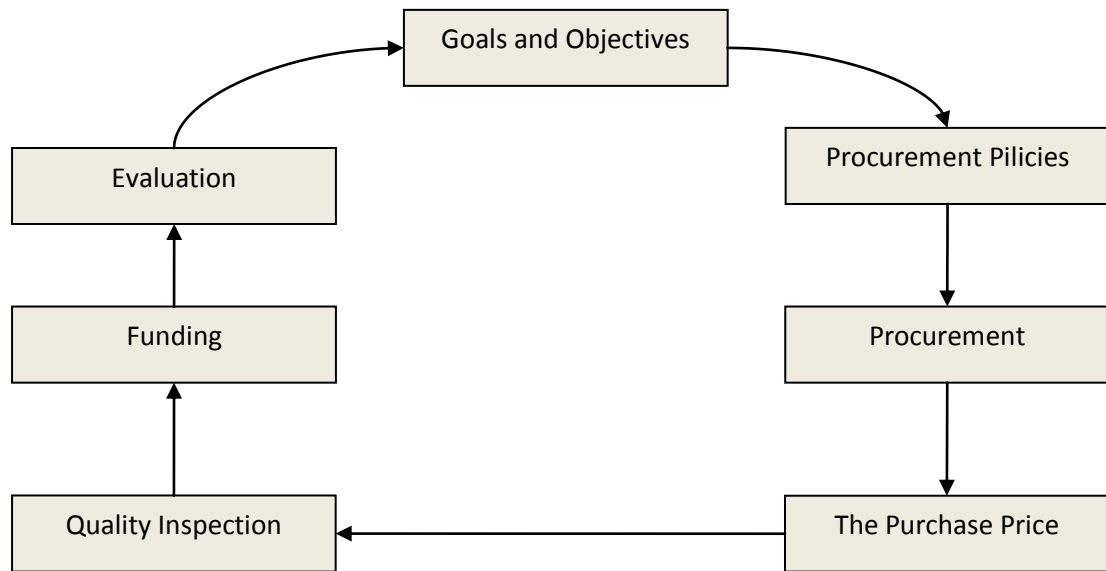 Goals and Objectives
Procurement Pilicies
Evaluation
Procurement
Funding
The Purchase Price
Quality Inspection